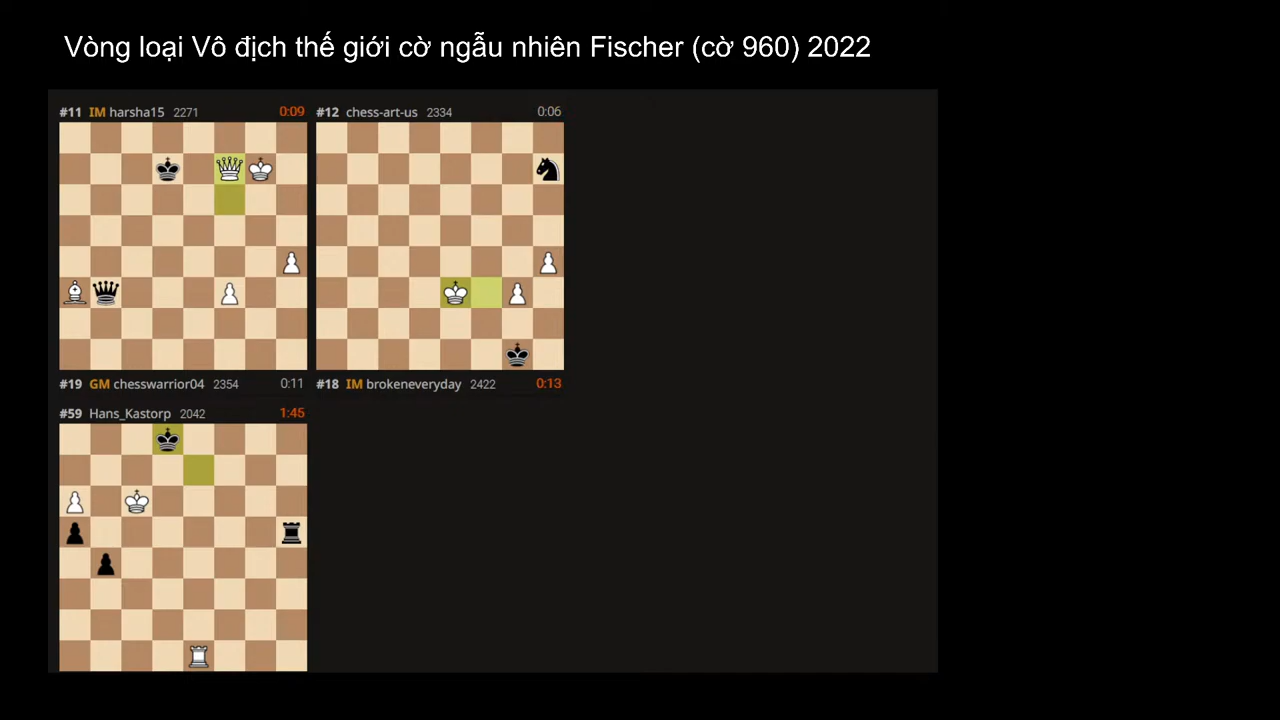 Vòng loại Vô địch thế giới cờ ngẫu nhiên Fischer (cờ 960) 2022
#11 IM harsha15 2271 0:09
#12 chess-art-us 2334 0:06
#19 GM chesswarrior04 2354 0:11
#18 IM brokeneveryday 2422 0:13
#59 Hans_Kastorp 2042 1:45